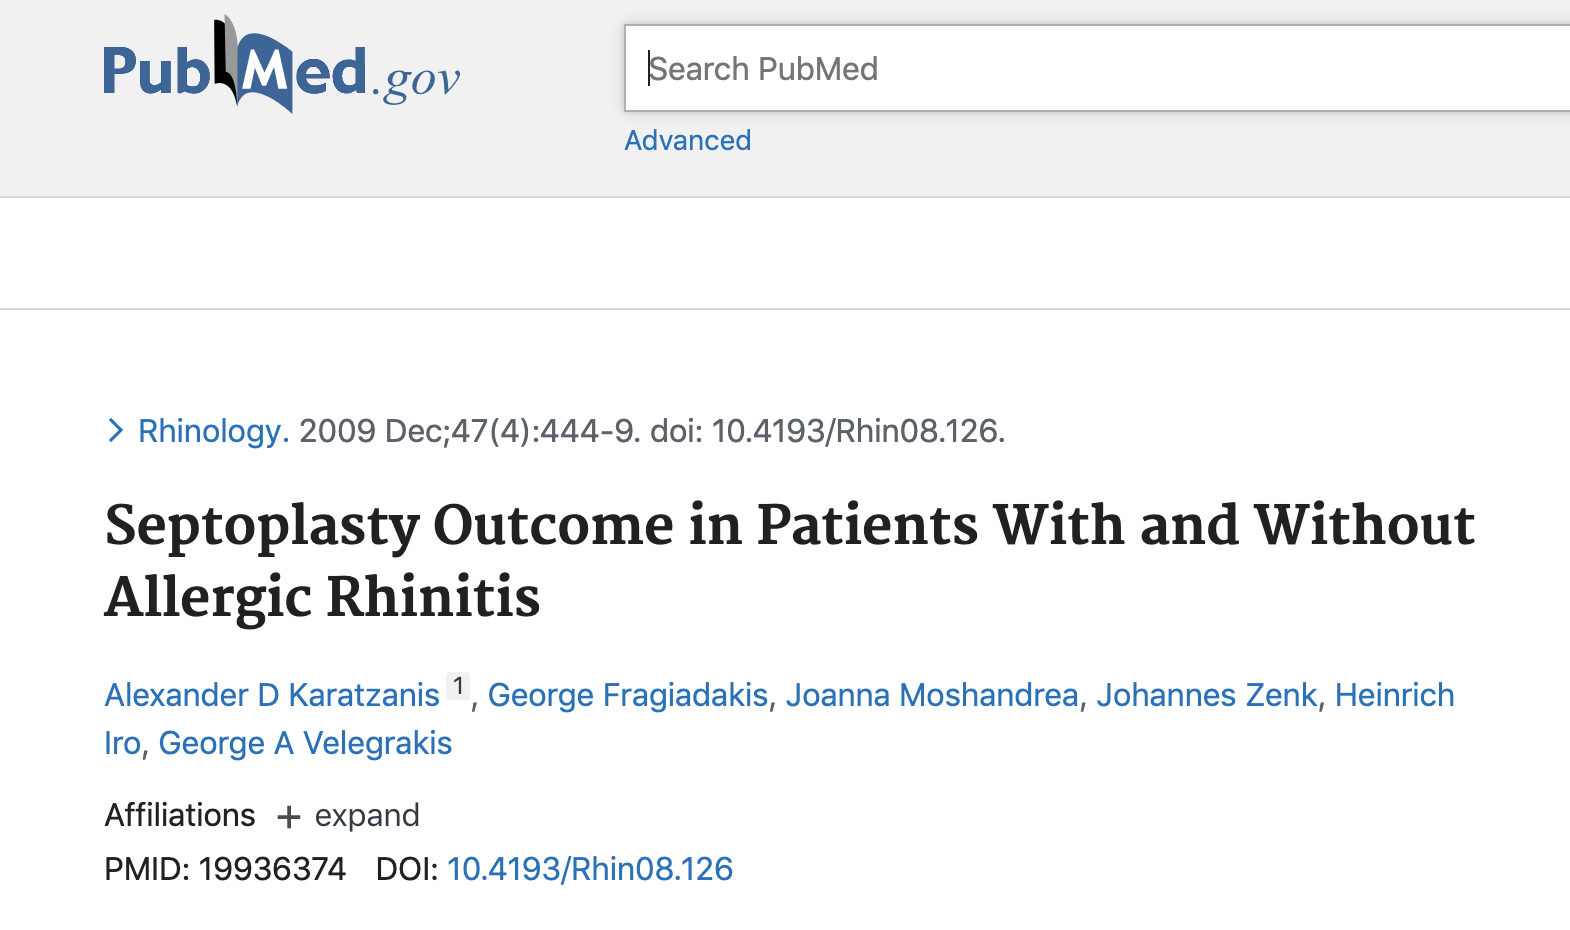 PubMed.gov
Search PubMed
Advanced
Rhinology. 2009 Dec;47(4):444-9. doi: 10.4193/Rhin08.126.
Septoplasty Outcome in Patients With and Without
Allergic Rhinitis
Alexander D Karatzanis 1, George Fragiadakis, Joanna Moshandrea, Johannes Zenk, Heinrich
Iro, George A Velegrakis
Affiliations + expand
PMID: 19936374 DOI: 10.4193/Rhin08.126